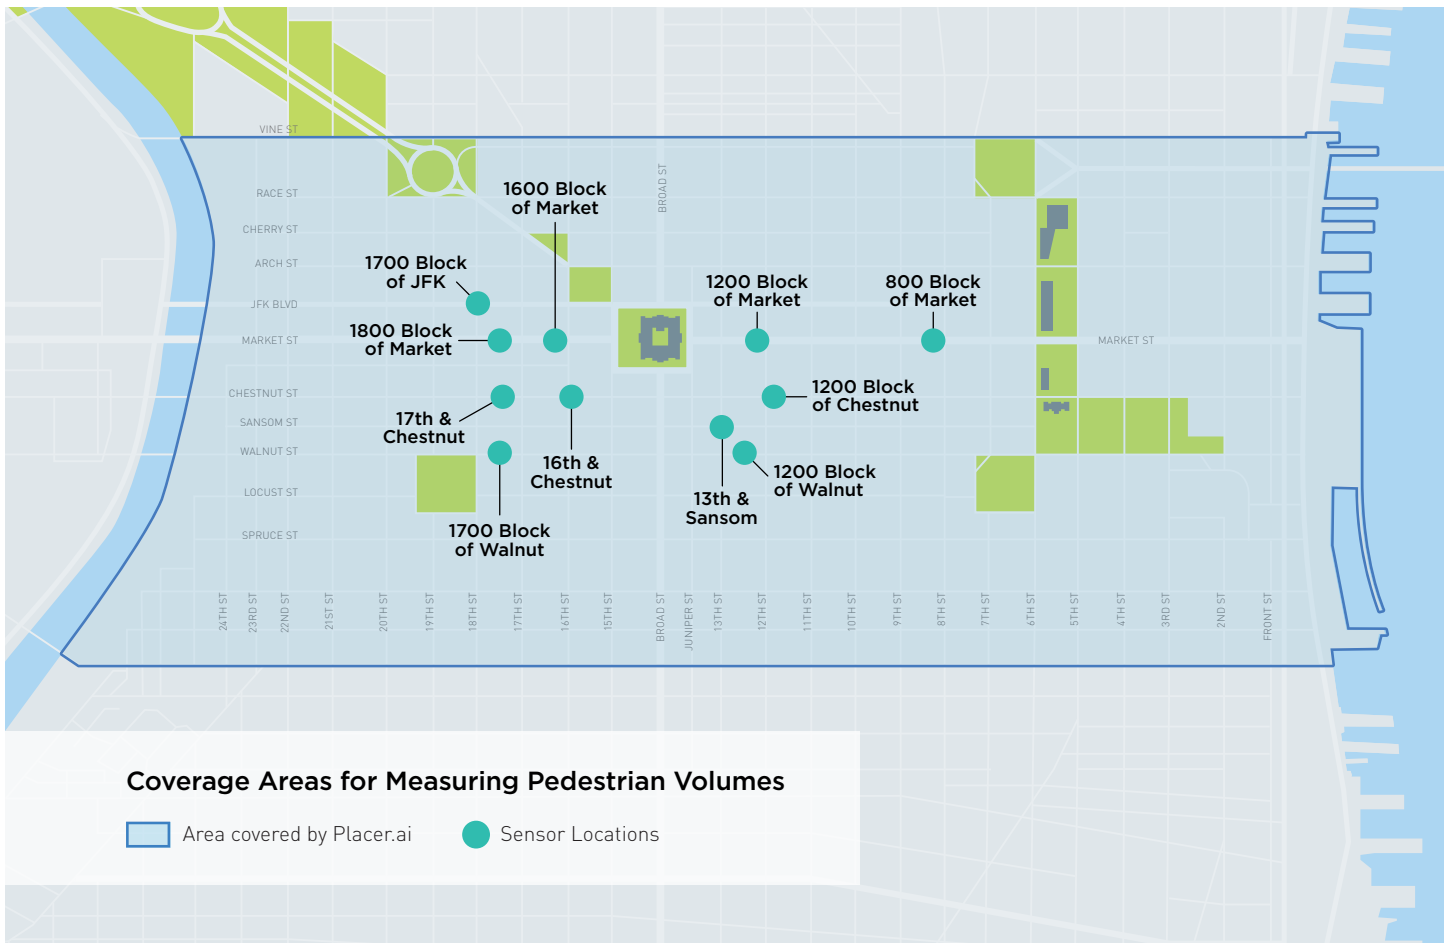 VINE ST
RACE ST
CHERRY ST
ARCH ST
JFK BLVD
MARKET ST
CHESTNUT ST
SANSOM ST
WALNUT ST
LOCUST ST
SPRUCE ST
BROAD ST
MARKET ST
1600 Block
of Market
1700 Block
of JFK
1800 Block
of Market
1200 Block
of Market
800 Block
of Market
17th &
Chestnut
16th &
Chestnut
1200 Block
of Chestnut
1200 Block
of Walnut
13th &
Sansom
1700 Block
of Walnut
24TH ST
23RD ST
22ND ST
21ST ST
20TH ST
19TH ST
18TH ST
17TH ST
16TH ST
15TH ST
BROAD ST
JUNIPER ST
13TH ST
12TH ST
11TH ST
10TH ST
9TH ST
8TH ST
7TH ST
6TH ST
5TH ST
4TH ST
3RD ST
2ND ST
FRONT ST
Coverage Areas for Measuring Pedestrian Volumes
Area covered by Placer.ai
Sensor Locations